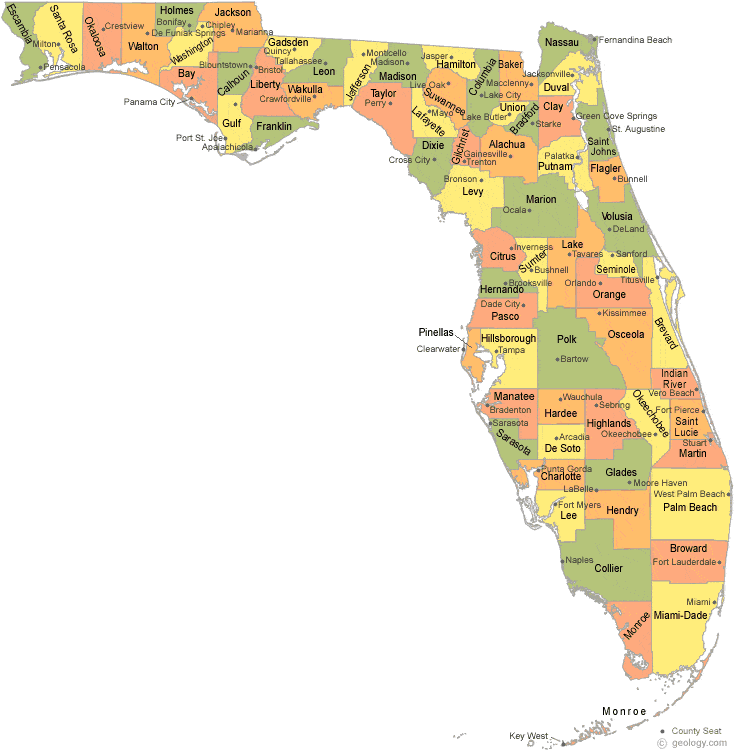 Escambia
Santa Rosa
Milton
Pensacola
Okaloosa
Crestview
Walton
De Funiak Springs
Holmes
Bonifay
Washington
Chipley
Jackson
Marianna
Bay
Panama City
Calhoun
Blountstown
Gulf
Port St. Joe
Liberty
Bristol
Franklin
Apalachicola
Gadsden
Quincy
Leon
Tallahassee
Wakulla
Crawfordville
Jefferson
Monticello
Madison
Madison
Taylor
Perry
Hamilton
Jasper
Suwannee
Live Oak
Lafayette
Mayo
Dixie
Cross City
Columbia
Lake City
Baker
Macclenny
Union
Lake Butler
Bradford
Starke
Gilchrist
Trenton
Alachua
Gainesville
Levy
Bronson
Nassau
Fernandina Beach
Duval
Jacksonville
Clay
Green Cove Springs
Saint
Johns
St. Augustine
Putnam
Palatka
Flagler
Bunnell
Marion
Ocala
Volusia
DeLand
Citrus
Inverness
Sumter
Bushnell
Lake
Tavares
Seminole
Sanford
Hernando
Brooksville
Orange
Orlando
Brevard
Titusville
Pasco
Dade City
Pinellas
Clearwater
Hillsborough
Tampa
Polk
Bartow
Osceola
Kissimmee
Indian
River
Vero Beach
Manatee
Bradenton
Hardee
Wauchula
Highlands
Sebring
Okeechobee
Okeechobee
Saint
Lucie
Fort Pierce
Martin
Stuart
Sarasota
Sarasota
De Soto
Arcadia
Charlotte
Punta Gorda
Glades
Moore Haven
Lee
Fort Myers
Hendry
LaBelle
Palm Beach
West Palm Beach
Broward
Fort Lauderdale
Collier
Naples
Miami-Dade
Miami
Monroe
Monroe
Key West
County Seat
© geology.com